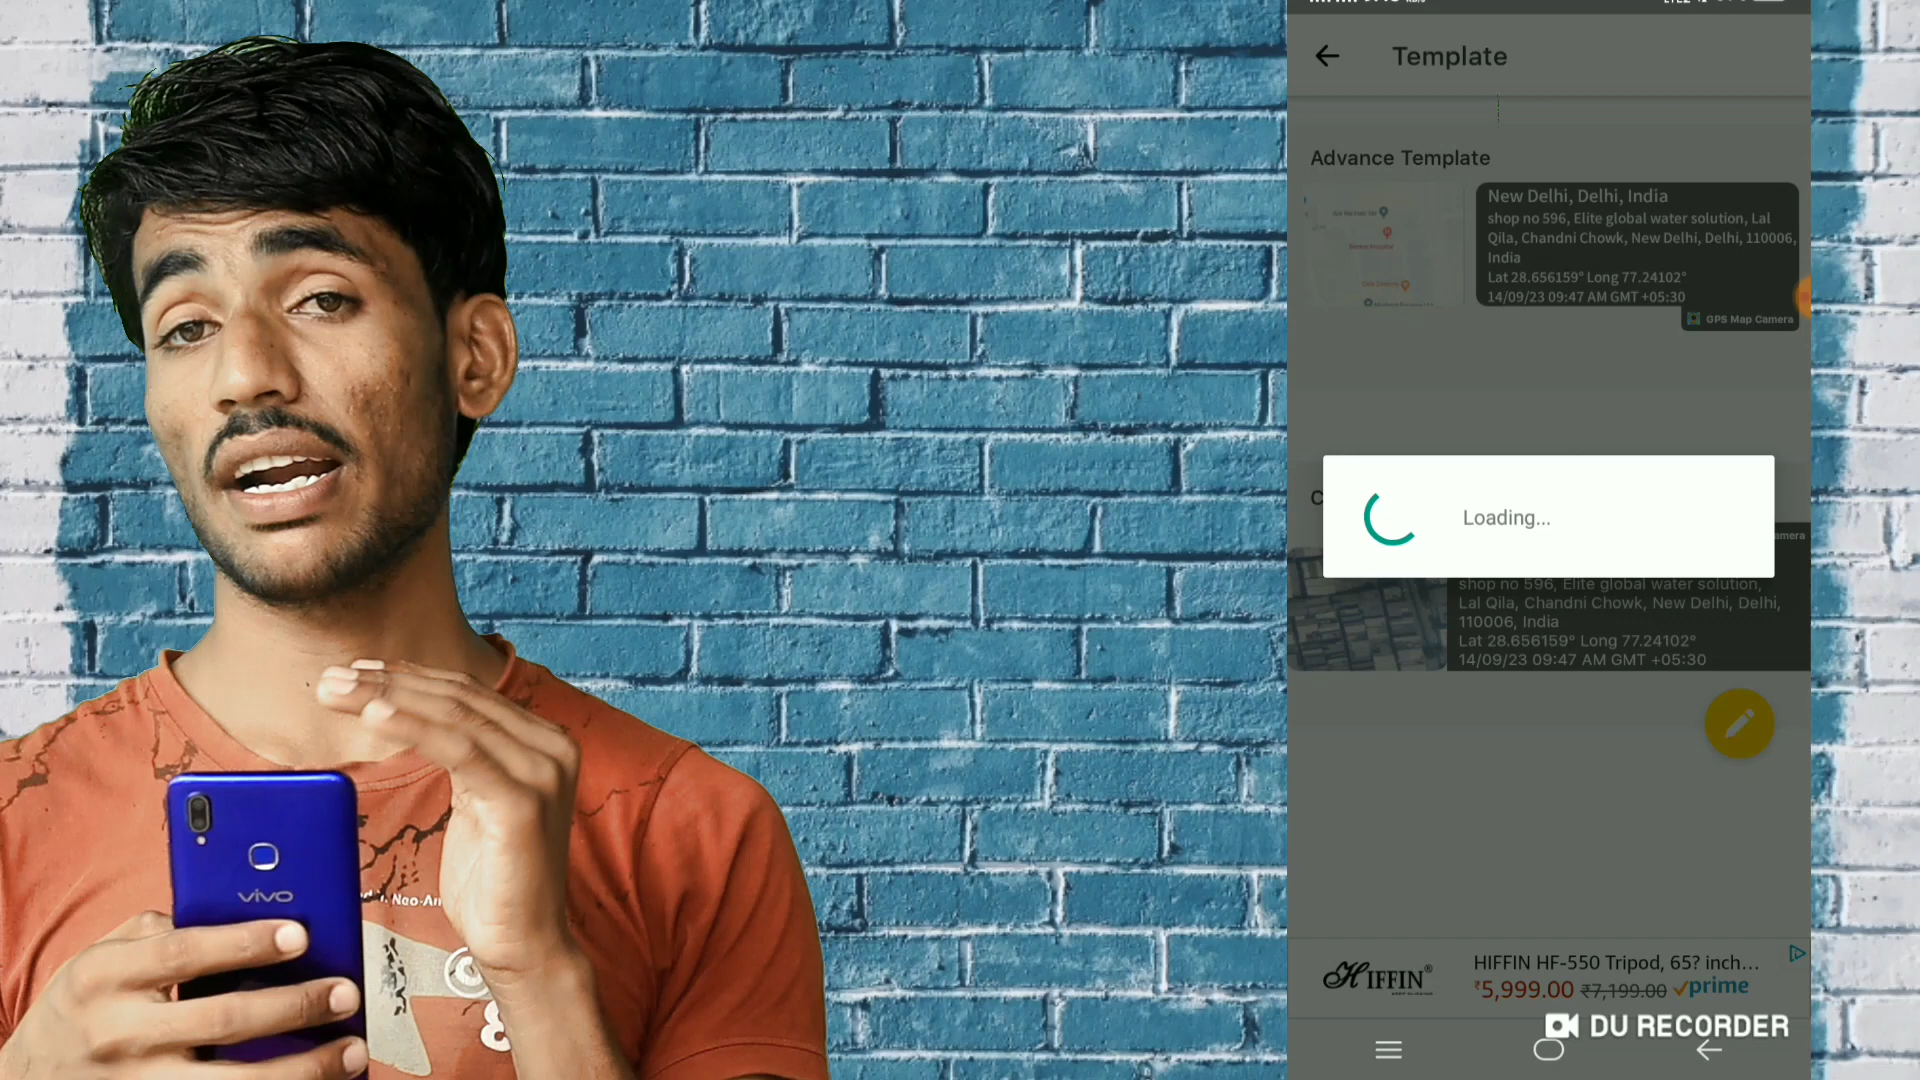 Template
Advance Template
New Delhi, Delhi, India
shop no 596, Elite global water solution, Lal
Qila, Chandni Chowk, New Delhi, Delhi, 110006,
India
Lat 28.656159° Long 77.24102°
14/09/23 09:47 AM GMT +05:30
GPS Map Camera
Loading...
C
amera
shop no 596, Elite global water solution,
Lal Qila, Chandni Chowk, New Delhi, Delhi,
110006, India
Lat 28.656159° Long 77.24102°
14/09/23 09:47 AM GMT +05:30
vivo
Neo-Am
HIFFIN®
HIFFIN HF-550 Tripod, 65? inch...
₹5,999.00 ₹7,199.00 prime
DU RECORDER